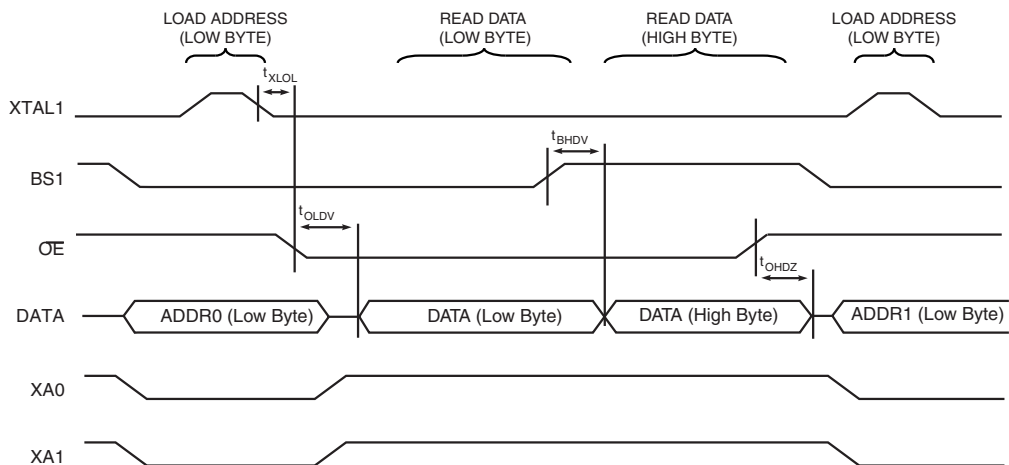 LOAD ADDRESS
(LOW BYTE)
READ DATA
(LOW BYTE)
READ DATA
(HIGH BYTE)
LOAD ADDRESS
(LOW BYTE)
tXLOL
XTAL1
tBHDV
BS1
tOLDV
OE
tOHDZ
DATA
ADDR0 (Low Byte)
DATA (Low Byte)
DATA (High Byte)
ADDR1 (Low Byte)
XA0
XA1